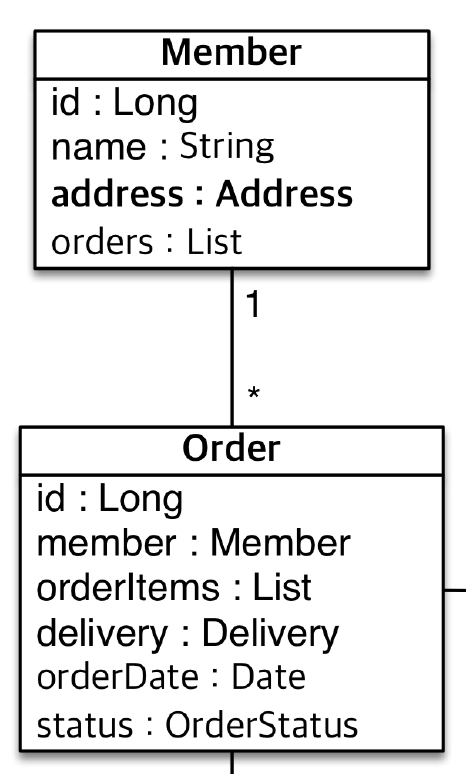 Member
id : Long
name : String
address : Address
orders : List
1
*
Order
id : Long
member : Member
orderItems : List
delivery : Delivery
orderDate : Date
status : OrderStatus